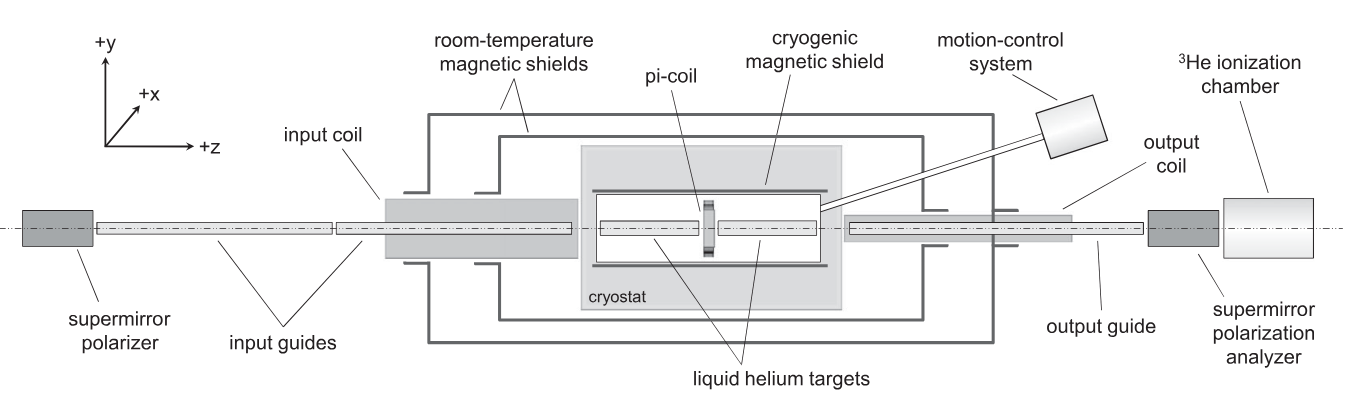 +y
+x
+z
input coil
room-temperature
magnetic shields
pi-coil
cryogenic
magnetic shield
motion-control
system
output
coil
³He ionization
chamber
supermirror
polarizer
input guides
cryostat
liquid helium targets
output guide
supermirror
polarization
analyzer